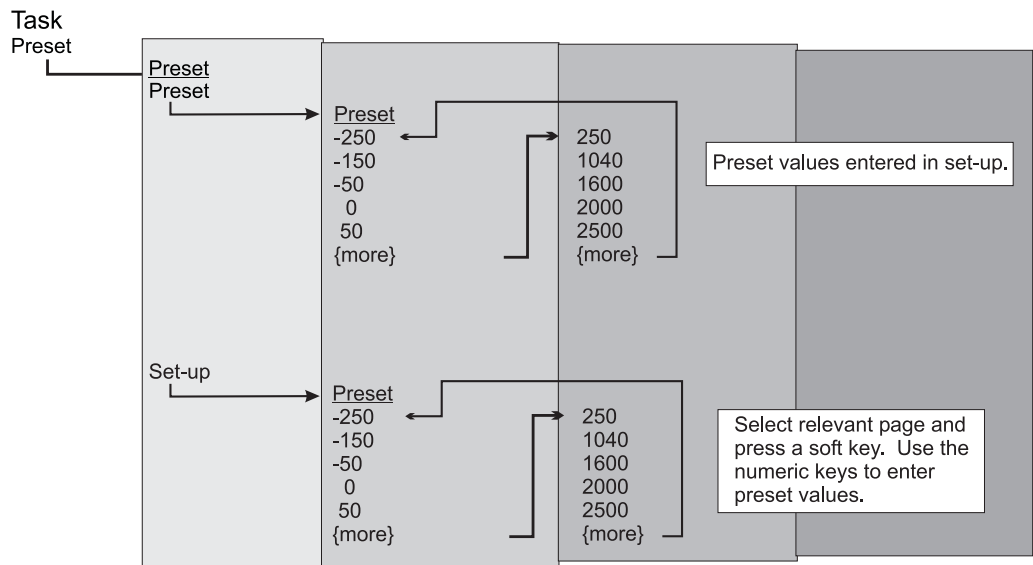 Task
Preset
Preset
Preset
Preset
-250
-150
-50
0
50
{more}
250
1040
1600
2000
2500
{more}
Preset values entered in set-up.
Set-up
Preset
-250
-150
-50
0
50
{more}
250
1040
1600
2000
2500
{more}
Select relevant page and
press a soft key. Use the
numeric keys to enter
preset values.